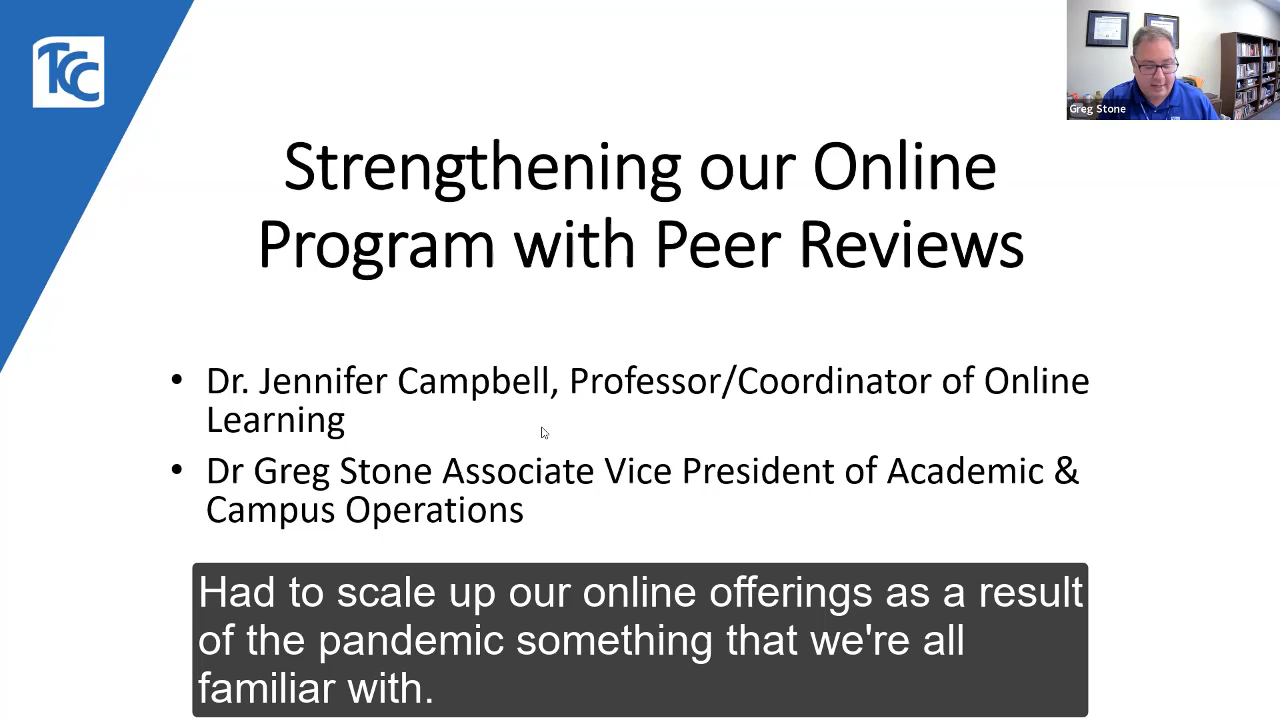 TCC
Greg Stone
Strengthening our Online
Program with Peer Reviews
• Dr. Jennifer Campbell, Professor/Coordinator of Online
Learning
• Dr Greg Stone Associate Vice President of Academic &
Campus Operations
Had to scale up our online offerings as a result
of the pandemic something that we're all
familiar with.